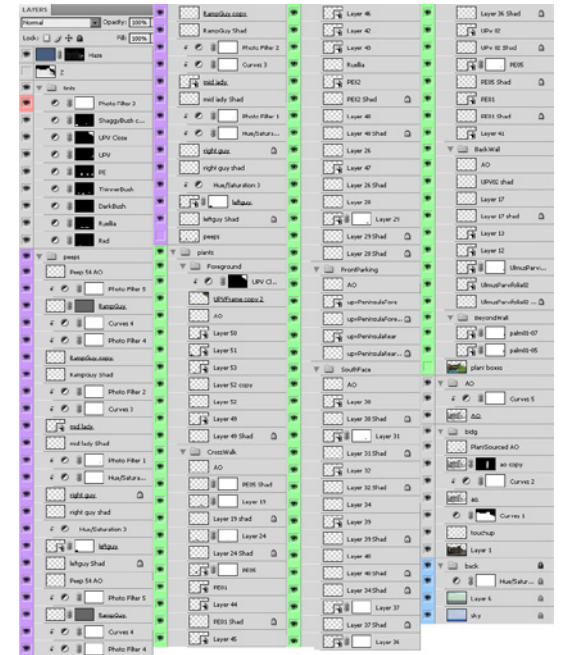 LAYERS
Normal Opacity: 100%
Lock: Fill: 100%
Haze
Z
tints
Photo Filter 3
ShaggyBush c...
UPV Close
UPV
PE
ThinnerBush
DarkBush
Ruellia
Red
peeps
Peep 54 AO
Photo Filter 5
RampGuy
Curves 4
Photo Filter 4
RampGuy copy
RampGuy Shad
Photo Filter 2
Curves 3
mid lady
mid lady Shad
Photo Filter 1
Hue/Satura...
right guy
right guy shad
Hue/Saturation 3
leftguy
leftguy Shad
Peep 54 AO
Photo Filter 5
RampGuy
Curves 4
Photo Filter 4
RampGuy copy
RampGuy Shad
Photo Filter 2
Curves 3
mid lady
mid lady Shad
Photo Filter 1
Hue/Satura...
right guy
right guy shad
Hue/Saturation 3
leftguy
leftguy Shad
peeps
plants
Foreground
UPV Cl...
UPVFrame copy 2
AO
Layer 50
Layer 51
Layer 53
Layer 52 copy
Layer 52
Layer 49
Layer 49 Shad
CrossWalk
AO
PE05 Shad
Layer 19
Layer 19 shad
Layer 24
Layer 24 Shad
PE05
PE01
Layer 44
PE01 Shad
Layer 45
Layer 46
Layer 42
Layer 43
Ruellia
PEX2
PEX2 Shad
Layer 48
Layer 48 Shad
Layer 26
Layer 47
Layer 26 Shad
Layer 28
Layer 29
Layer 29 Shad
Layer 28 Shad
FrontParking
AO
upvPeninsulaFore
upvPeninsulaFore...
upvPeninsulaRear
upvPeninsulaRear...
SouthFace
AO
Layer 38
Layer 38 Shad
Layer 31
Layer 31 Shad
Layer 32
Layer 32 Shad
Layer 34
Layer 39
Layer 39 Shad
Layer 40
Layer 40 Shad
Layer 37
Layer 37 Shad
Layer 36
Layer 36 Shad
UPv 02
UPv 02 Shad
PE05
PE05 Shad
PE01
PE01 Shad
Layer 41
BackWall
AO
UPV02 shad
Layer 17
Layer 17 shad
Layer 13
Layer 12
UlmusParvi...
UlmusParvifolia02
UlmusParvifolia02 ...
BeyondWall
palm01-07
palm01-05
plant boxes
AO
Curves 5
AO
bldg
PlantSourced AO
ao copy
Curves 2
ao
Curves 1
touchup
Layer 1
back
Hue/Satur...
Layer 6
sky